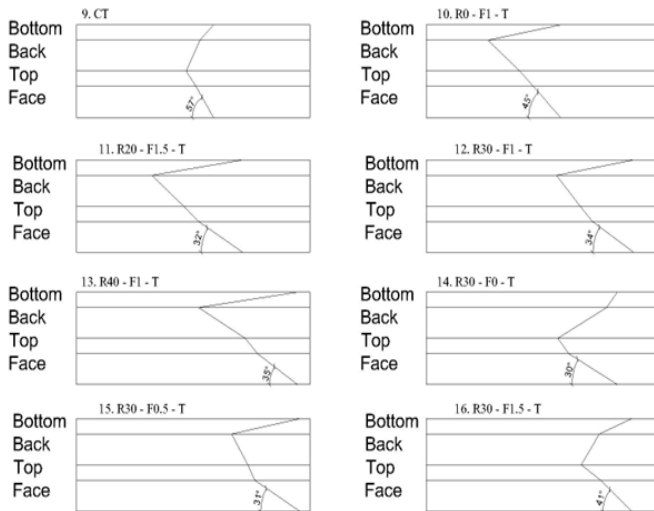 9. CT
Bottom
Back
Top
Face
57°
10. R0 - F1 - T
Bottom
Back
Top
Face
45°
11. R20 - F1.5 - T
Bottom
Back
Top
Face
32°
12. R30 - F1 - T
Bottom
Back
Top
Face
34°
13. R40 - F1 - T
Bottom
Back
Top
Face
35°
14. R30 - F0 - T
Bottom
Back
Top
Face
30°
15. R30 - F0.5 - T
Bottom
Back
Top
Face
31°
16. R30 - F1.5 - T
Bottom
Back
Top
Face
41°